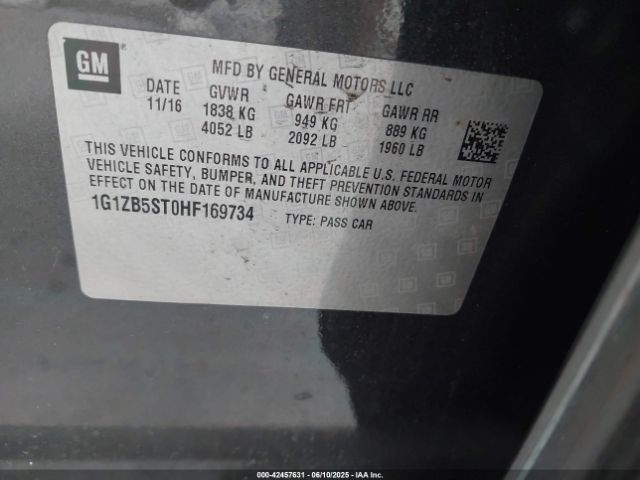 GM
MFD BY GENERAL MOTORS LLC
DATE GVWR GAWR FRT GAWR RR
11/16 1838 KG 949 KG 889 KG
4052 LB 2092 LB 1960 LB
THIS VEHICLE CONFORMS TO ALL APPLICABLE U.S. FEDERAL MOTOR
VEHICLE SAFETY, BUMPER, AND THEFT PREVENTION STANDARDS IN
EFFECT ON THE DATE OF MANUFACTURE SHOWN ABOVE.
1G1ZB5ST0HF169734 TYPE: PASS CAR
000-42457631 - 06/10/2025 - IAAI.COM